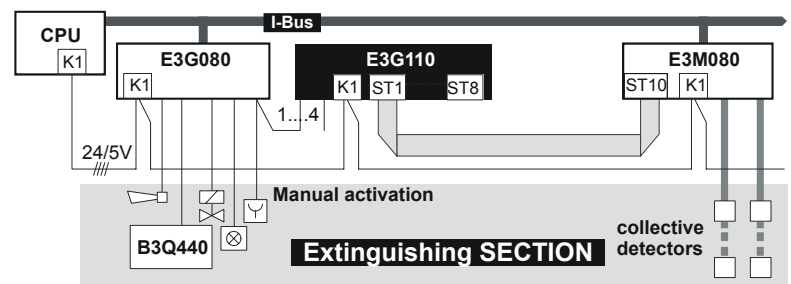 I-Bus
CPU
K1
E3G080
K1
E3G110
K1 ST1 ST8
E3M080
ST10 K1
1....4
24/5V
Manual activation
B3Q440
Extinguishing SECTION
collective
detectors